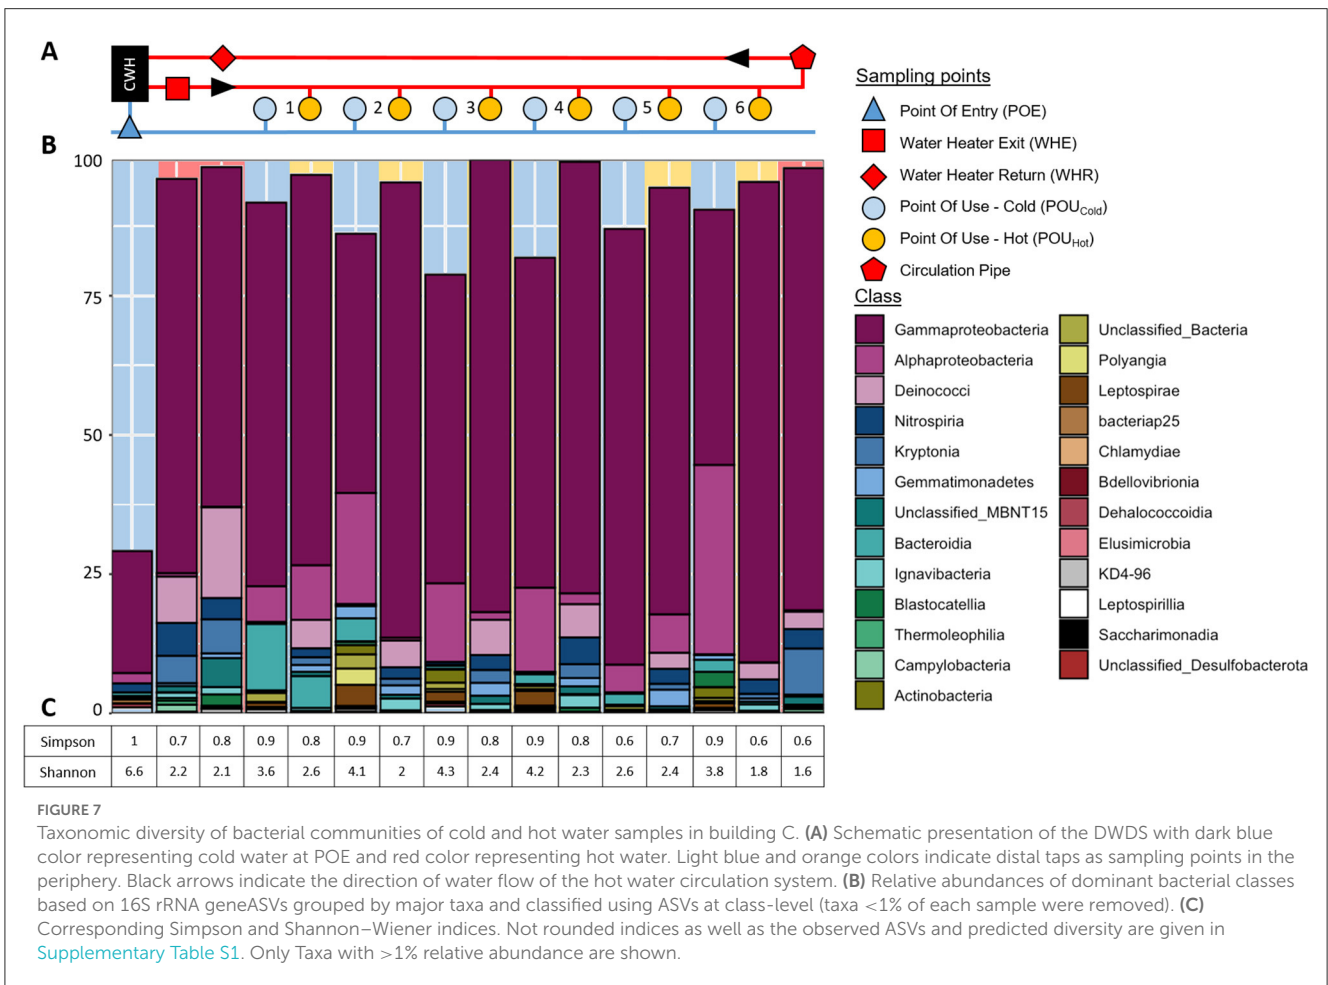 A
CWH
1 2 3 4 5 6
Sampling points
Point Of Entry (POE)
Water Heater Exit (WHE)
Water Heater Return (WHR)
Point Of Use - Cold (POUCold)
Point Of Use - Hot (POUHot)
Circulation Pipe
B
100
75
50
25
0
Class
Gammaproteobacteria
Alphaproteobacteria
Deinococci
Nitrospiria
Kryptonia
Gemmatimonadetes
Unclassified_MBNT15
Bacteroidia
Ignavibacteria
Blastocatellia
Thermoleophilia
Campylobacteria
Actinobacteria
Unclassified_Bacteria
Polyangia
Leptospirae
bacteriap25
Chlamydiae
Bdellovibrionia
Dehalococcoidia
Elusimicrobia
KD4-96
Leptospirillia
Saccharimonadia
Unclassified_Desulfobacterota
C
Simpson 1 0.7 0.8 0.9 0.8 0.9 0.7 0.9 0.8 0.9 0.8 0.6 0.7 0.9 0.6 0.6
Shannon 6.6 2.2 2.1 3.6 2.6 4.1 2 4.3 2.4 4.2 2.3 2.6 2.4 3.8 1.8 1.6
FIGURE 7
Taxonomic diversity of bacterial communities of cold and hot water samples in building C. (A) Schematic presentation of the DWDS with dark blue
color representing cold water at POE and red color representing hot water. Light blue and orange colors indicate distal taps as sampling points in the
periphery. Black arrows indicate the direction of water flow of the hot water circulation system. (B) Relative abundances of dominant bacterial classes
based on 16S rRNA geneASVs grouped by major taxa and classified using ASVs at class-level (taxa <1% of each sample were removed). (C)
Corresponding Simpson and Shannon–Wiener indices. Not rounded indices as well as the observed ASVs and predicted diversity are given in
Supplementary Table S1. Only Taxa with >1% relative abundance are shown.